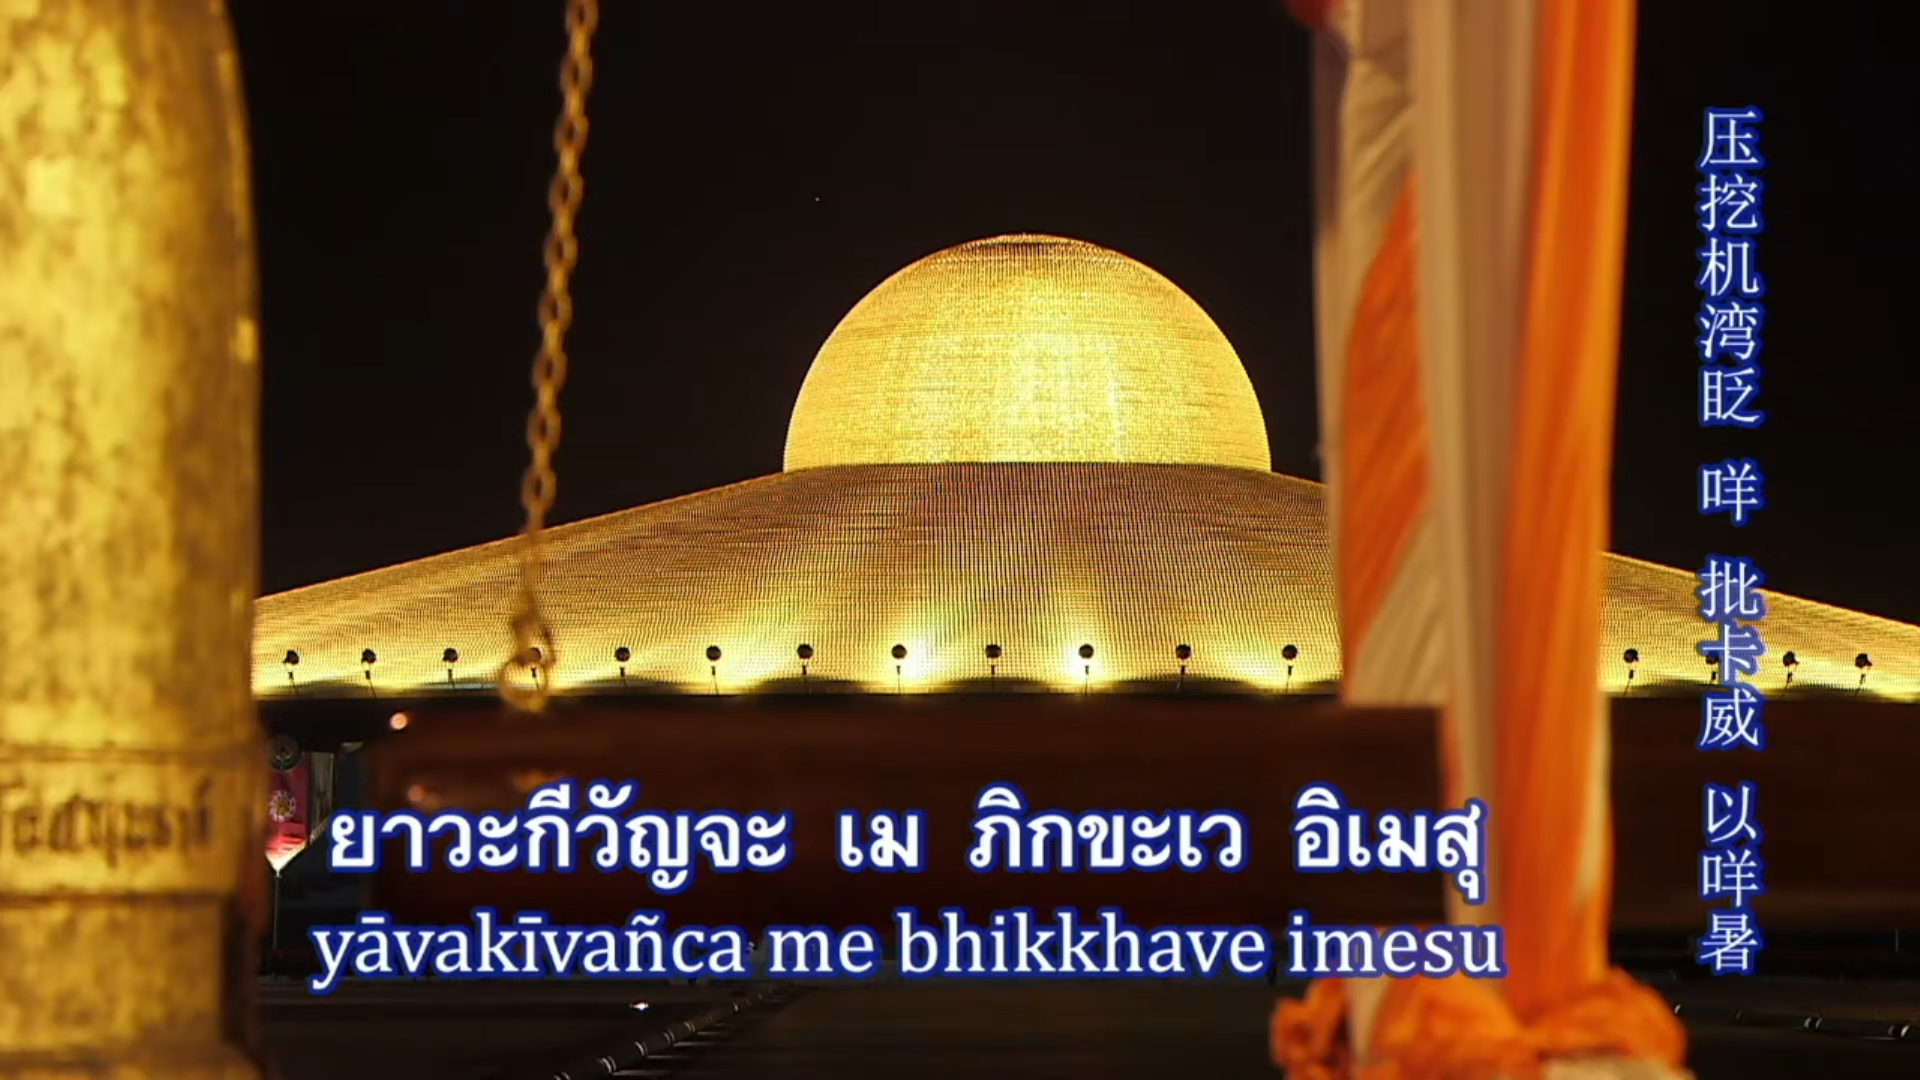 ยาวะกีวัญจะ เม ภิกขะเว อิเมสุ
yāvakīvañca me bhikkhave imesu
压挖机湾眨 咩 批卡威 以咩暑